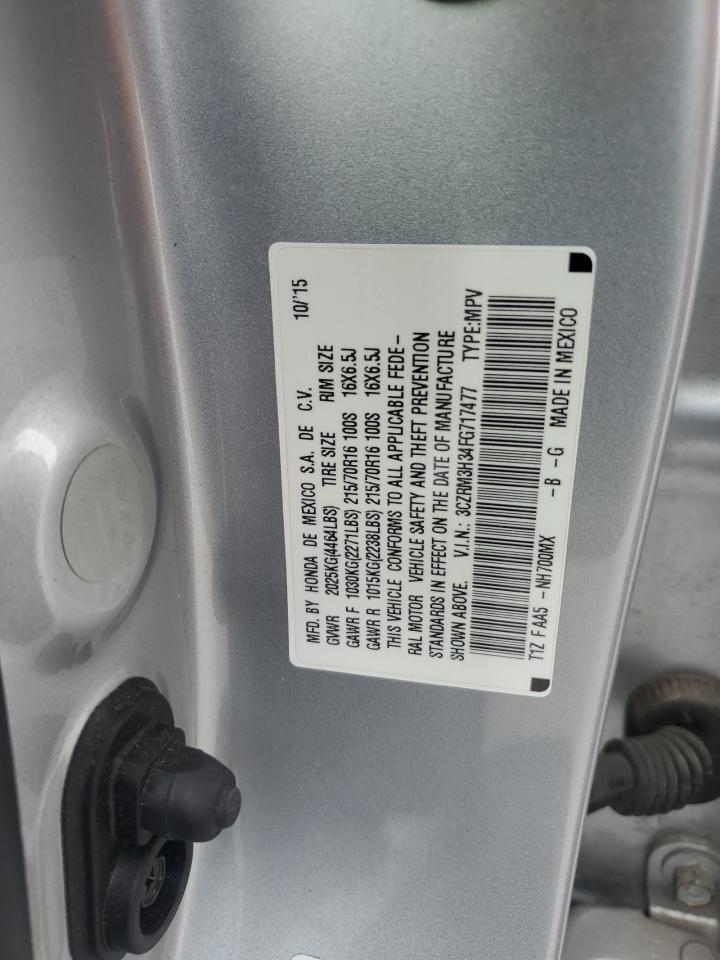 MFD. BY HONDA DE MEXICO S.A. DE C.V. 10/'15
GVWR 2025KG(4464LBS) TIRE SIZE RIM SIZE
GAWR F 1030KG(2271LBS) 215/70R16 100S 16X6.5J
GAWR R 1015KG(2238LBS) 215/70R16 100S 16X6.5J
THIS VEHICLE CONFORMS TO ALL APPLICABLE FEDE-
RAL MOTOR VEHICLE SAFETY AND THEFT PREVENTION
STANDARDS IN EFFECT ON THE DATE OF MANUFACTURE
SHOWN ABOVE. V.I.N.: 3CZRM3H34FG717477 TYPE:MPV
T1Z F AA5 -NH700MX -B -G MADE IN MEXICO